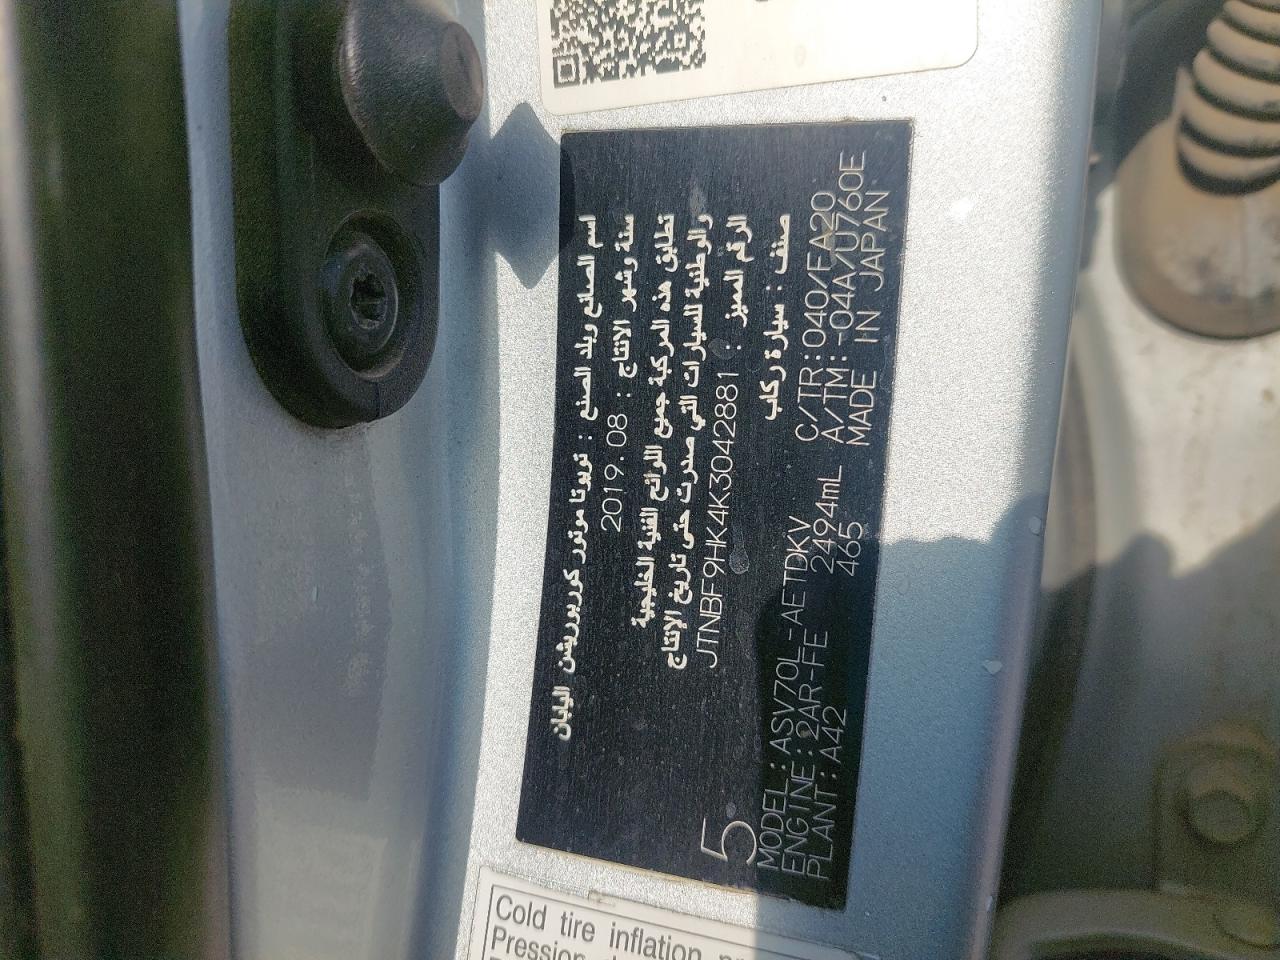 اسم الصانع وبلد الصنع : تويوتا موتور كوربوريشن اليابان
سنة وشهر الانتاج : 2019.08
تطابق هذه المركبة جميع اللوائح الفنية الخليجية
والوطنية للسيارات التي صدرت حتى تاريخ الإنتاج
الرقم المميز : JTNBF9HK4K3042881
صنف : سيارة ركاب
5
MODEL:ASV70L-AETDKV C/TR:040/FA20
ENGINE:2AR-FE 2494mL A/TM:-04A/U760E
PLANT:A42 465 MADE IN JAPAN
Cold tire inflation
Pression